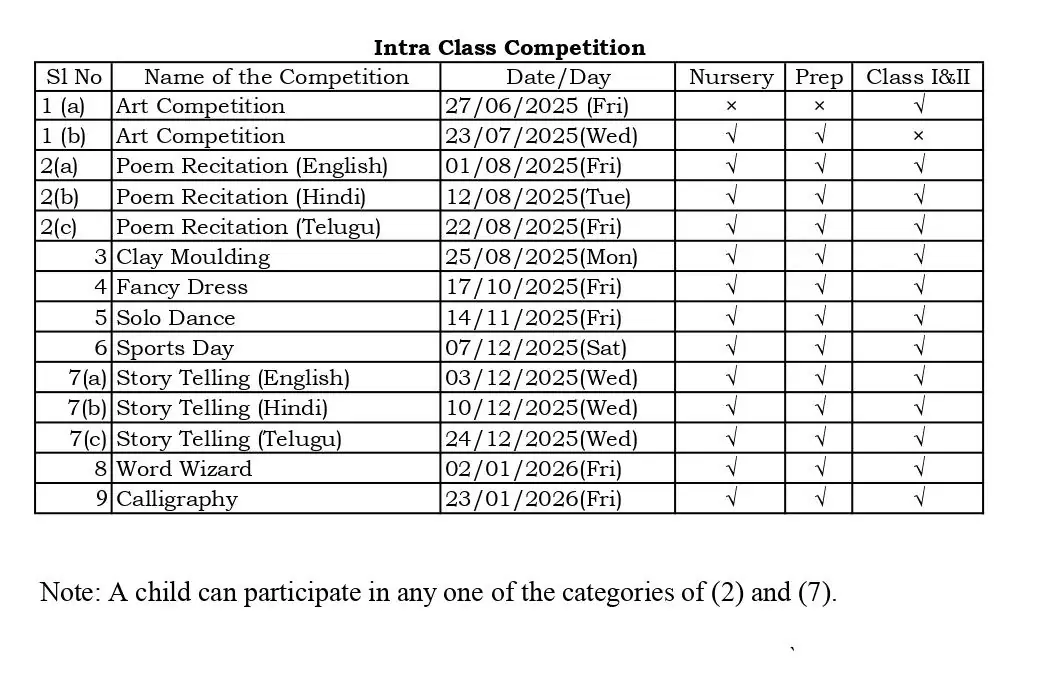 Intra Class Competition
Sl No Name of the Competition Date/Day Nursery Prep Class I&II
1 (a) Art Competition 27/06/2025 (Fri) × × √
1 (b) Art Competition 23/07/2025(Wed) √ √ ×
2(a) Poem Recitation (English) 01/08/2025(Fri) √ √ √
2(b) Poem Recitation (Hindi) 12/08/2025(Tue) √ √ √
2(c) Poem Recitation (Telugu) 22/08/2025(Fri) √ √ √
3 Clay Moulding 25/08/2025(Mon) √ √ √
4 Fancy Dress 17/10/2025(Fri) √ √ √
5 Solo Dance 14/11/2025(Fri) √ √ √
6 Sports Day 07/12/2025(Sat) √ √ √
7(a) Story Telling (English) 03/12/2025(Wed) √ √ √
7(b) Story Telling (Hindi) 10/12/2025(Wed) √ √ √
7(c) Story Telling (Telugu) 24/12/2025(Wed) √ √ √
8 Word Wizard 02/01/2026(Fri) √ √ √
9 Calligraphy 23/01/2026(Fri) √ √ √
Note: A child can participate in any one of the categories of (2) and (7).
`